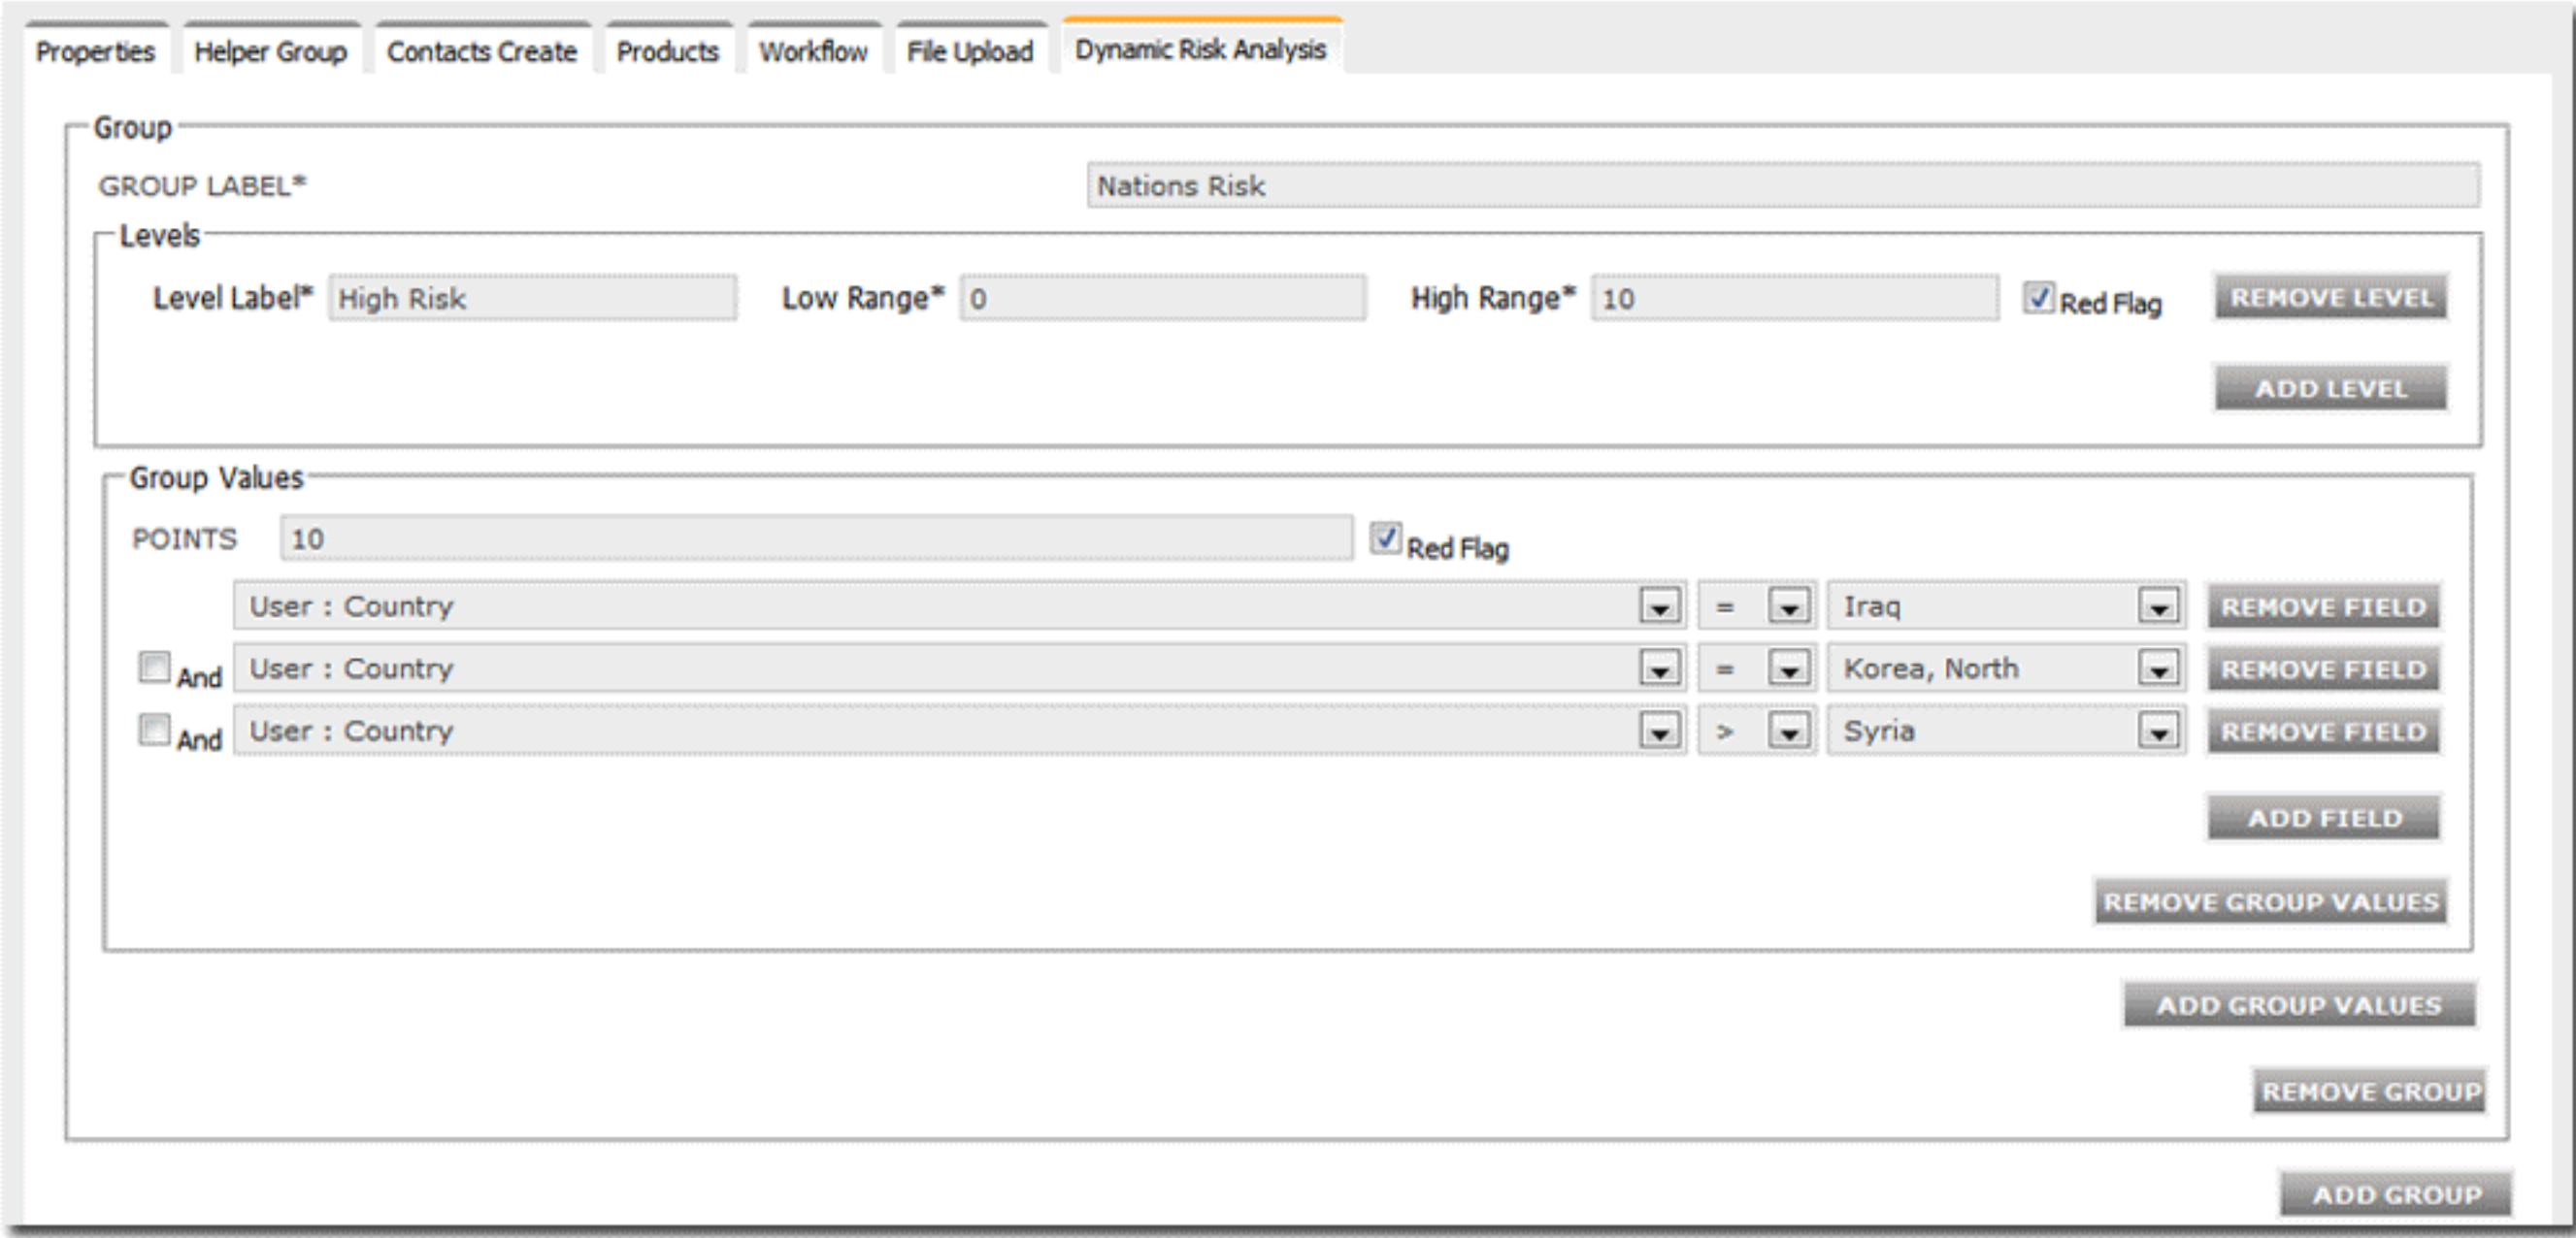 Properties Helper Group Contacts Create Products Workflow File Upload Dynamic Risk Analysis
Group
GROUP LABEL* Nations Risk
Levels
Level Label* High Risk Low Range* 0 High Range* 10 Red Flag REMOVE LEVEL
ADD LEVEL
Group Values
POINTS 10 Red Flag
User : Country = Iraq REMOVE FIELD
And User : Country = Korea, North REMOVE FIELD
And User : Country > Syria REMOVE FIELD
ADD FIELD
REMOVE GROUP VALUES
ADD GROUP VALUES
REMOVE GROUP
ADD GROUP